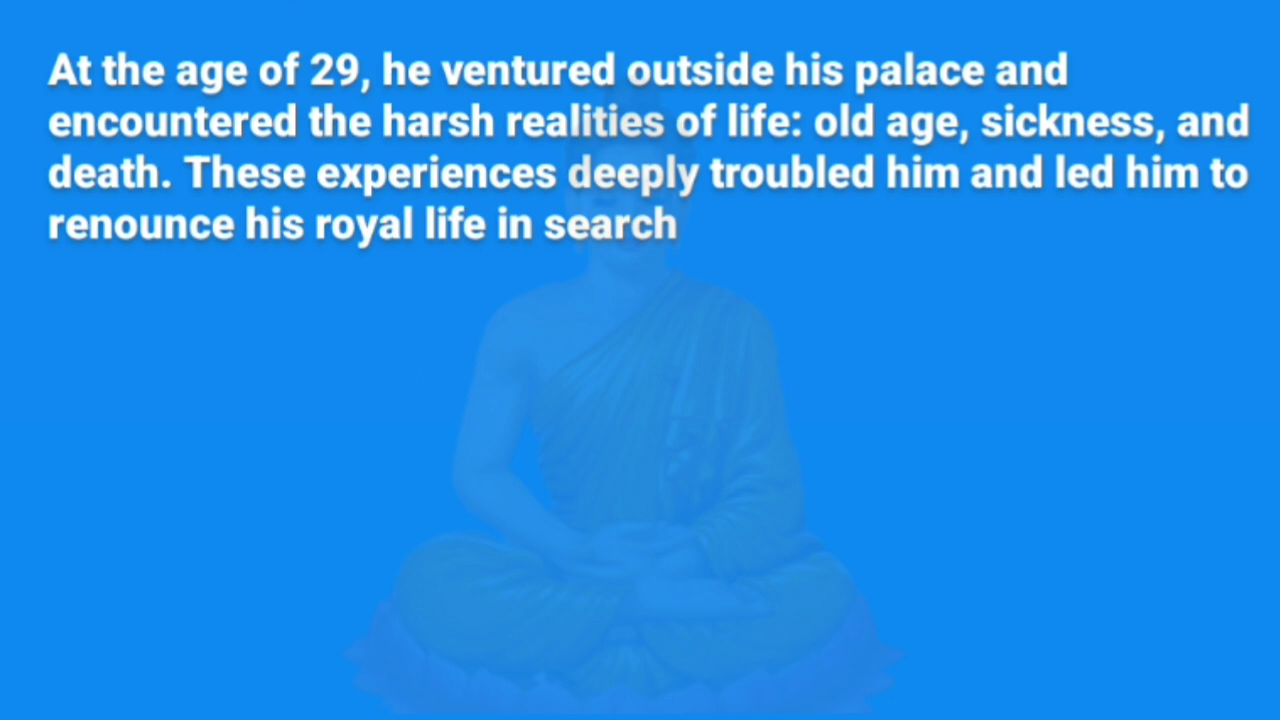 At the age of 29, he ventured outside his palace and
encountered the harsh realities of life: old age, sickness, and
death. These experiences deeply troubled him and led him to
renounce his royal life in search